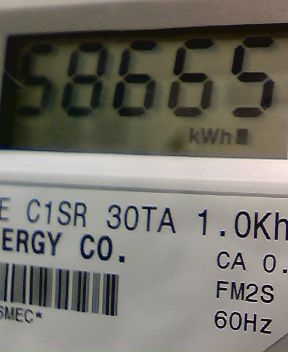 58665
kWh
E C1SR 30TA 1.0Kh
ERGY CO.
CA 0.
FM2S
SMEC*
60Hz